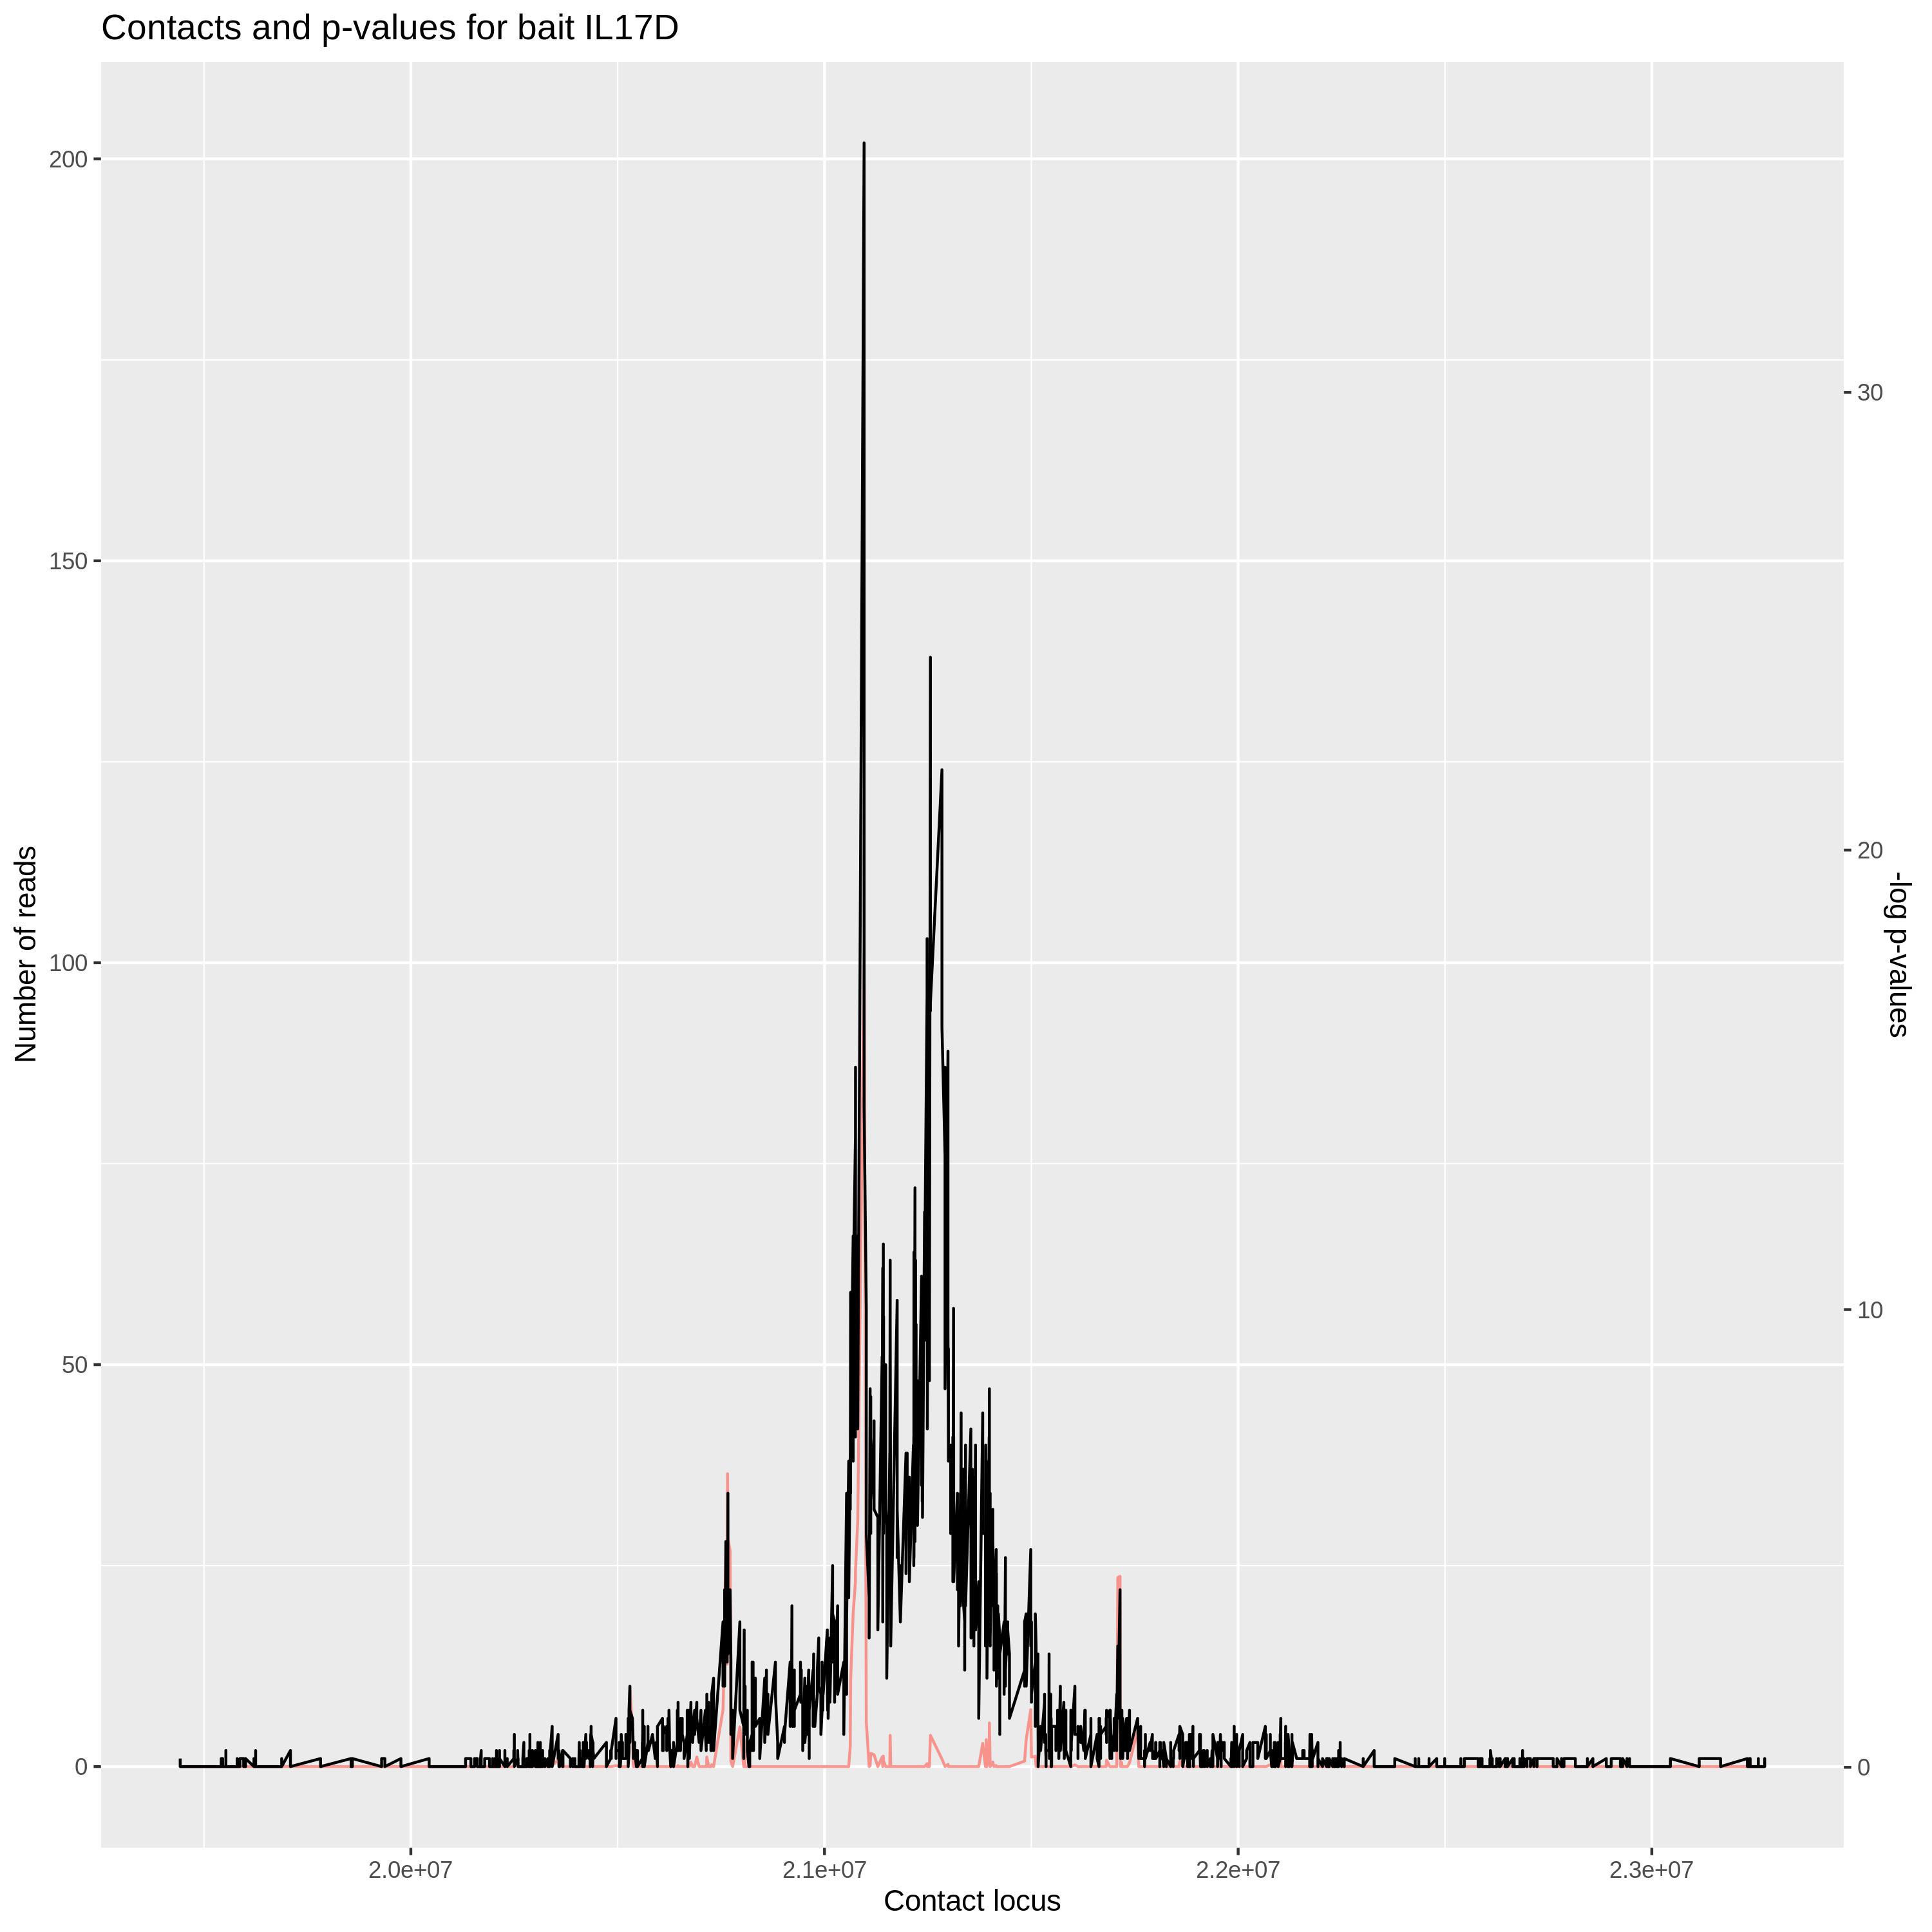 Contacts and p-values for bait IL17D
200
150
100
50
0
Number of reads
30
20
10
0
-log p-values
2.0e+07
2.1e+07
2.2e+07
2.3e+07
Contact locus